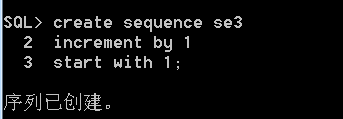 SQL> create sequence se3
2 increment by 1
3 start with 1;
序列已创建。